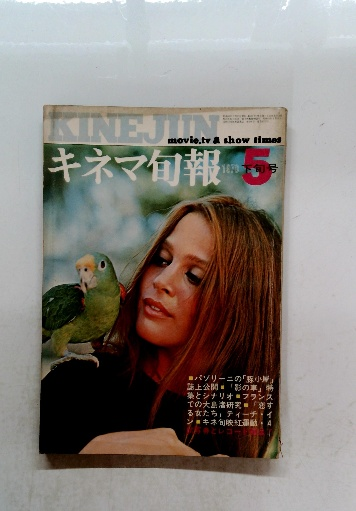 KINEJUN
movie,tv & show times
キネマ旬報
5
下旬号
■パゾリーニの「豚小屋」
誌上公開■「影の車」特
集とシナリオ■フランス
での大島渚研究■「恋す
る女たち」ティーチ・イ
ン■キネ旬映紅運動・4